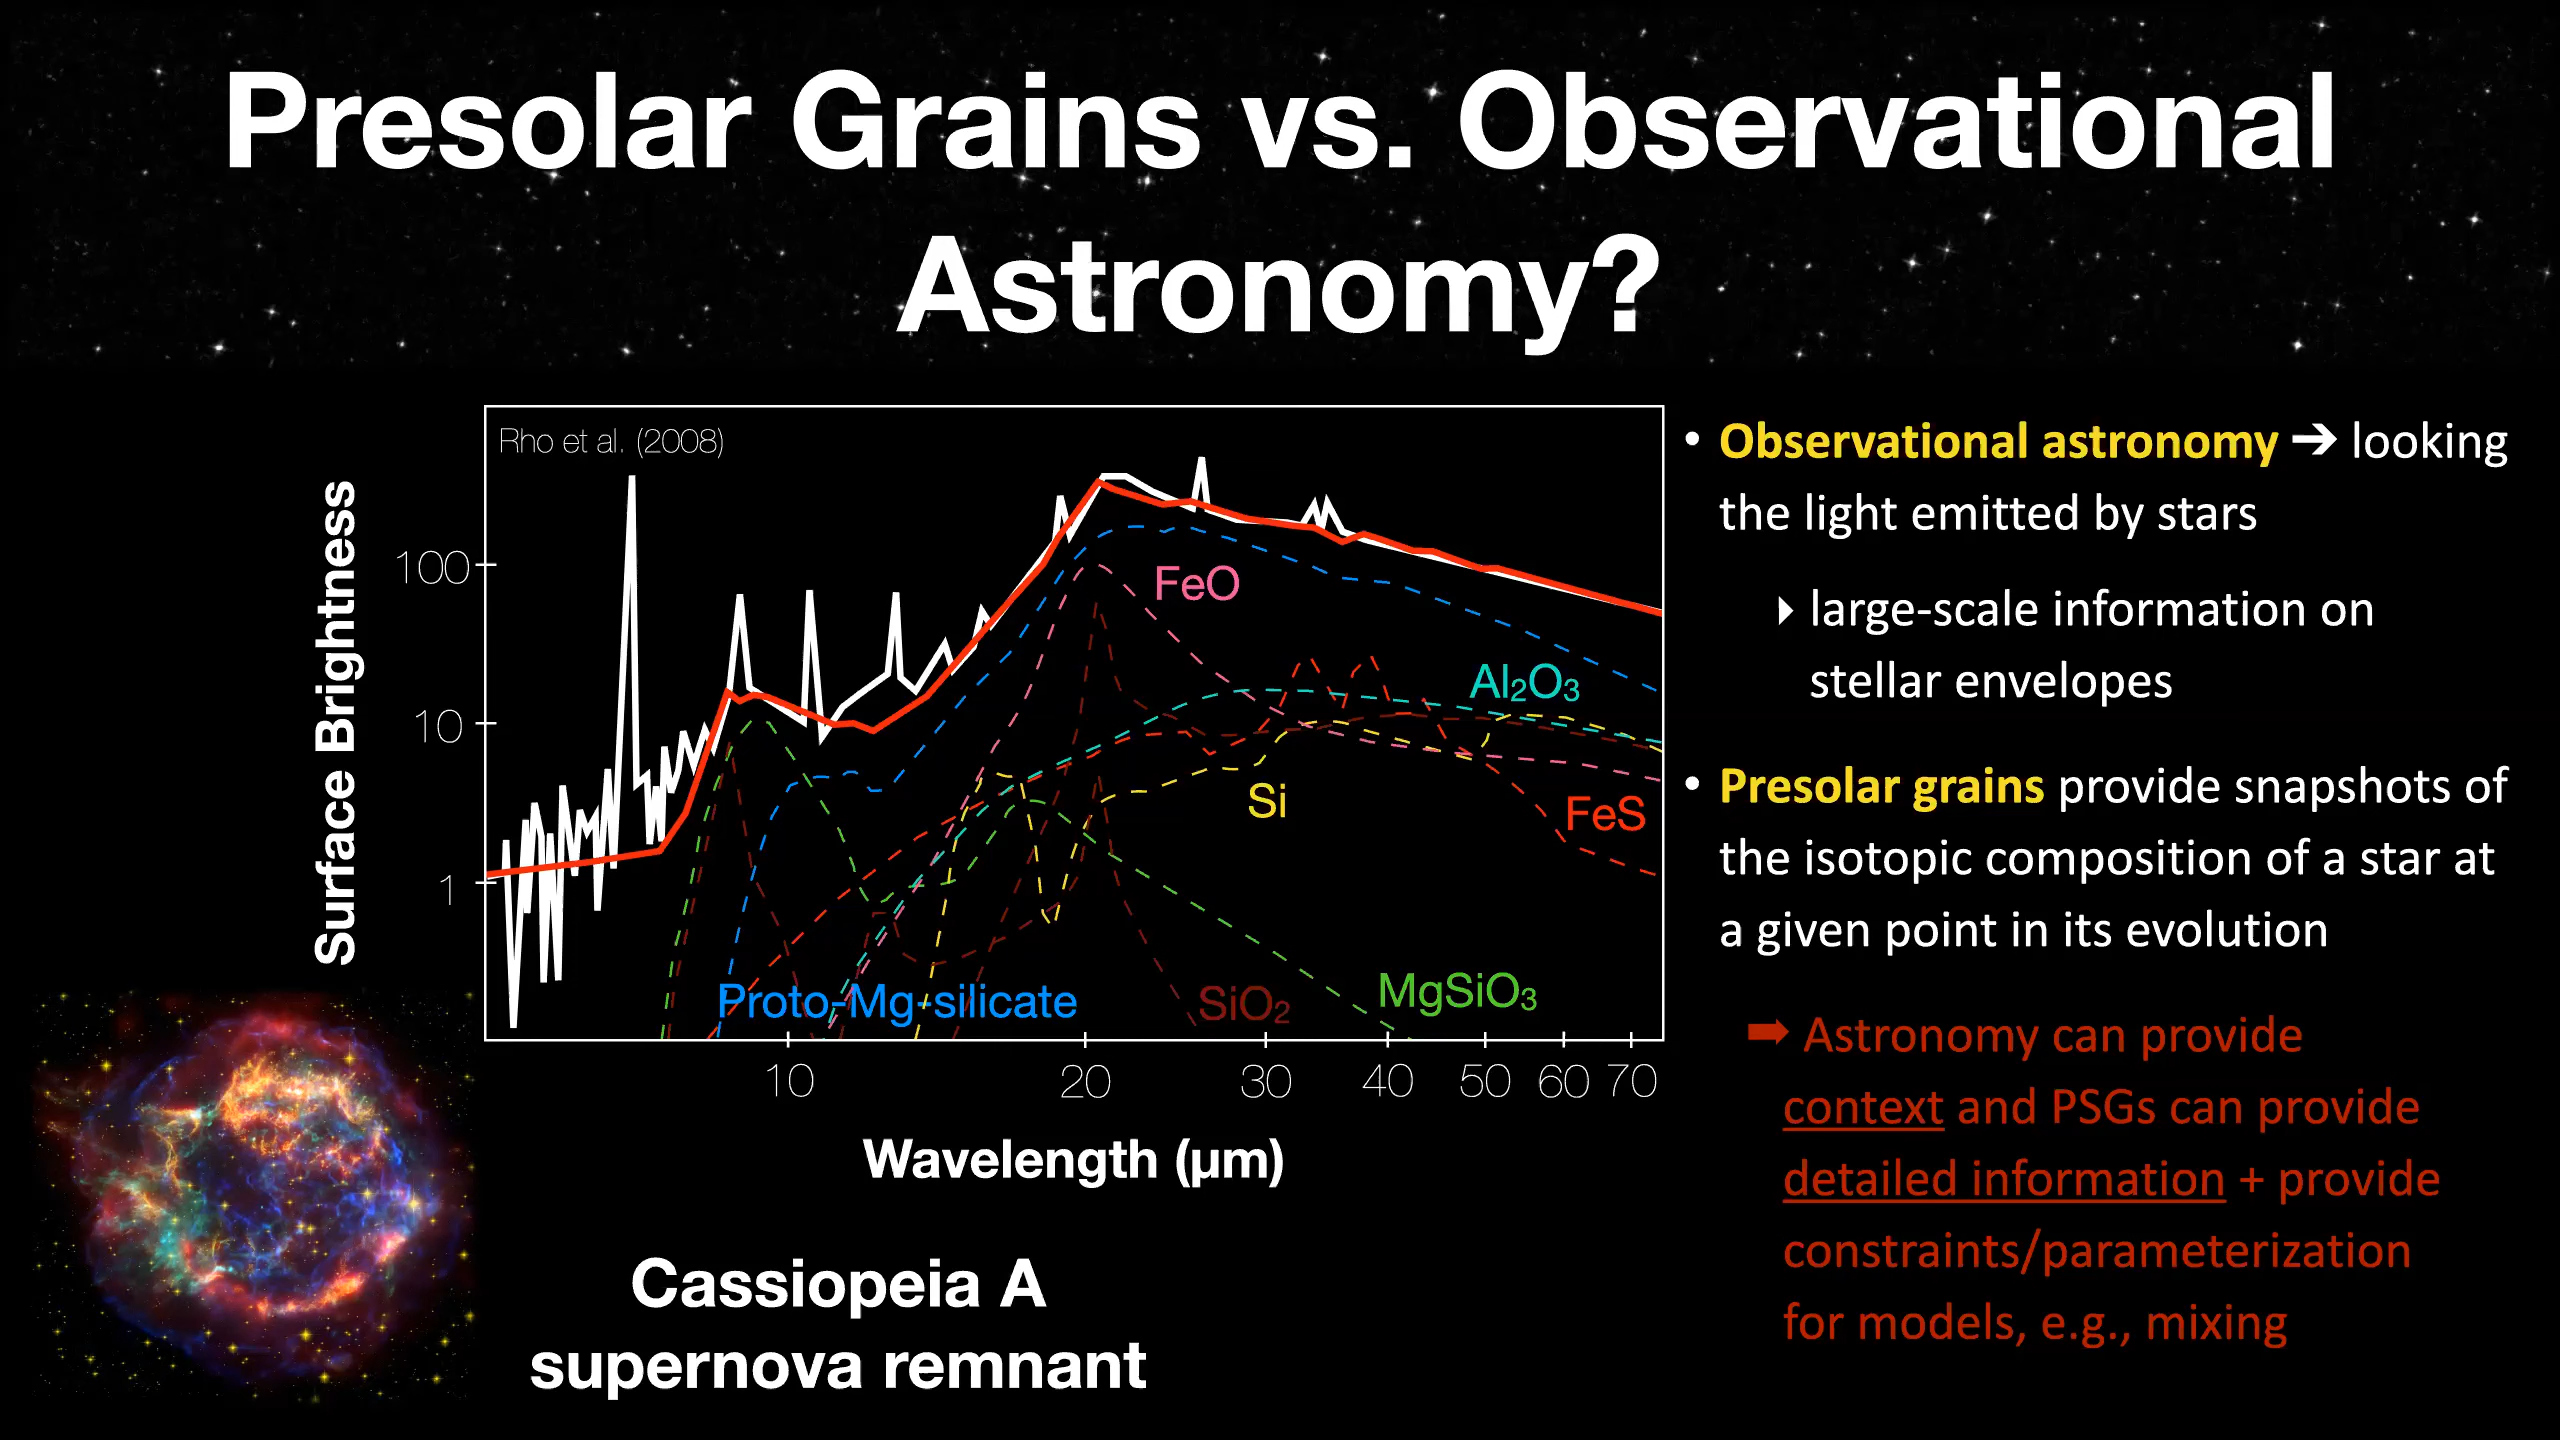 Presolar Grains vs. Observational
Astronomy?
Rho et al. (2008)
Surface Brightness
100
10
1
FeO
Al₂O₃
Si
FeS
Proto-Mg-silicate
SiO₂
MgSiO₃
10 20 30 40 50 60 70
Wavelength (µm)
Cassiopeia A
supernova remnant
• Observational astronomy ➔ looking
the light emitted by stars
‣ large-scale information on
stellar envelopes
• Presolar grains provide snapshots of
the isotopic composition of a star at
a given point in its evolution
➡ Astronomy can provide
context and PSGs can provide
detailed information + provide
constraints/parameterization
for models, e.g., mixing